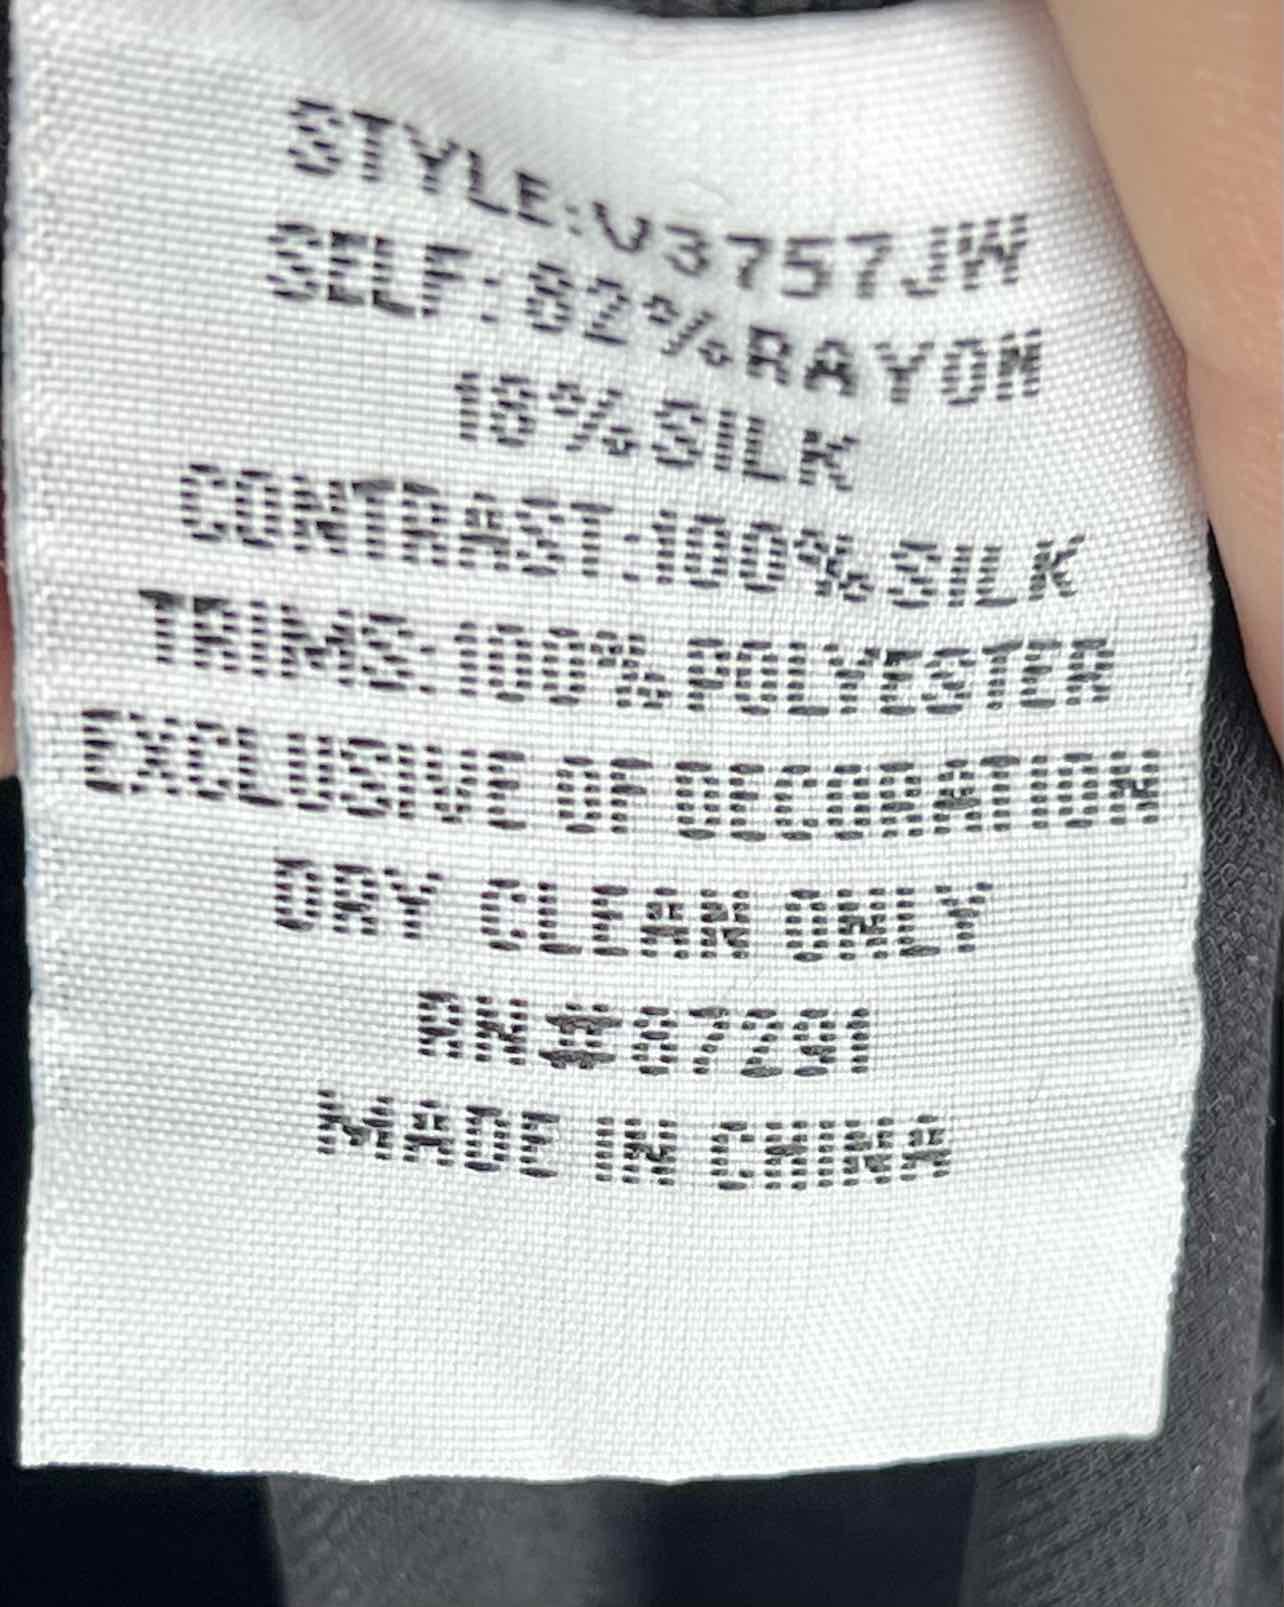 STYLE:V3757JW
SELF:82%RAYON
18%SILK
CONTRAST:100%SILK
TRIMS:100%POLYESTER
EXCLUSIVE OF DECORATION
DRY CLEAN ONLY
RN#87291
MADE IN CHINA